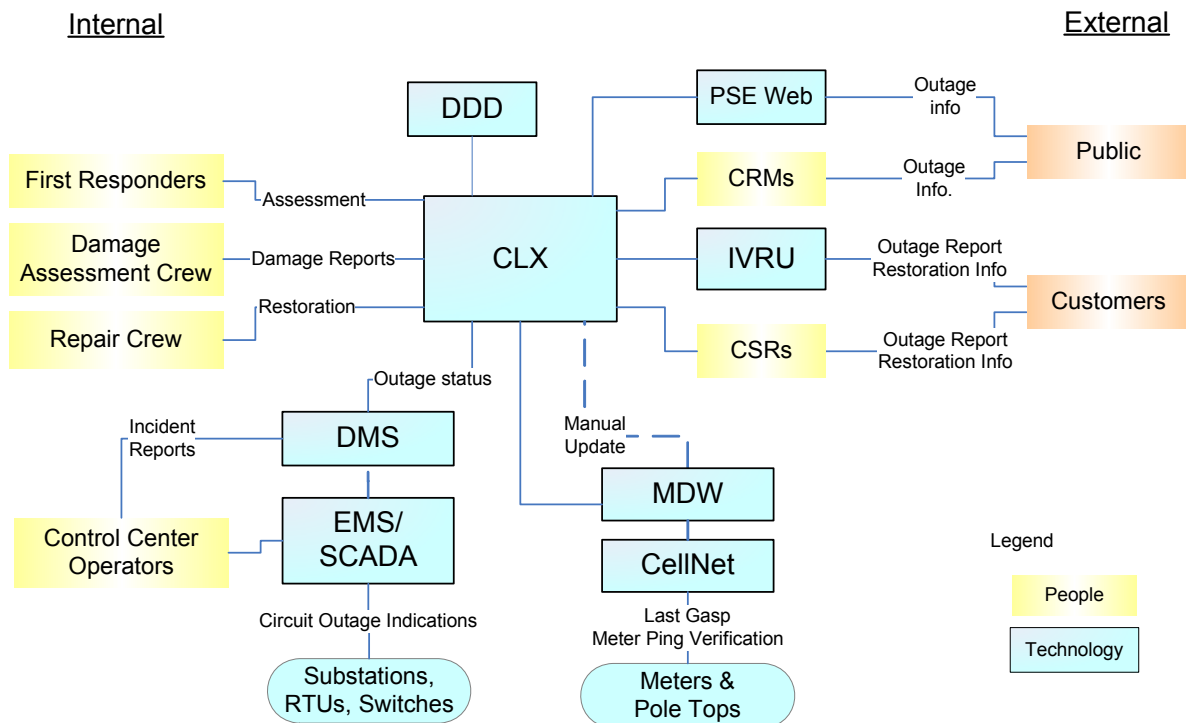 Internal
External
DDD
PSE Web
Outage
info
Public
First Responders
Assessment
CRMs
Outage
Info.
Damage
Assessment Crew
Damage Reports
CLX
IVRU
Outage Report
Restoration Info
Customers
Repair Crew
Restoration
CSRs
Outage Report
Restoration Info
Outage status
Incident
Reports
DMS
Manual
Update
MDW
Control Center
Operators
EMS/
SCADA
CellNet
Legend
People
Technology
Circuit Outage Indications
Last Gasp
Meter Ping Verification
Substations,
RTUs, Switches
Meters &
Pole Tops